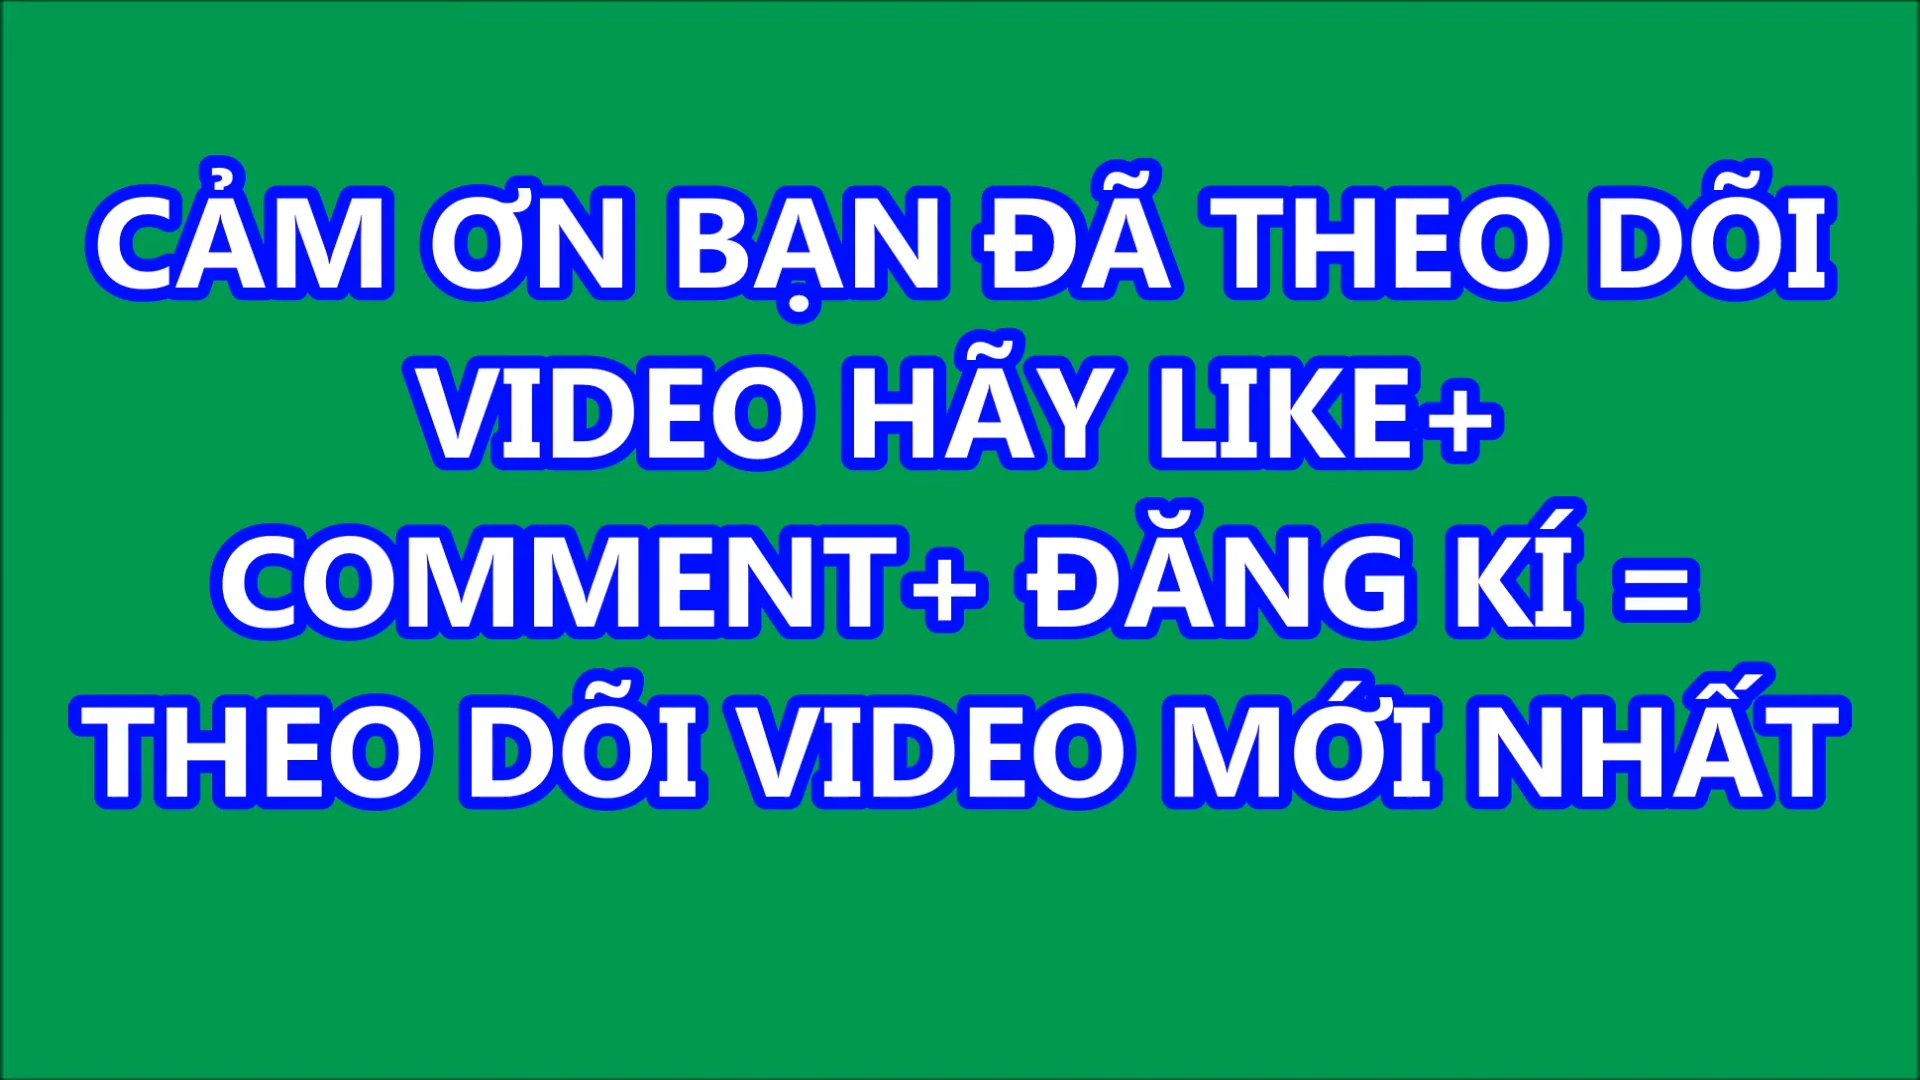 CẢM ƠN BẠN ĐÃ THEO DÕI
VIDEO HÃY LIKE+
COMMENT+ ĐĂNG KÍ =
THEO DÕI VIDEO MỚI NHẤT